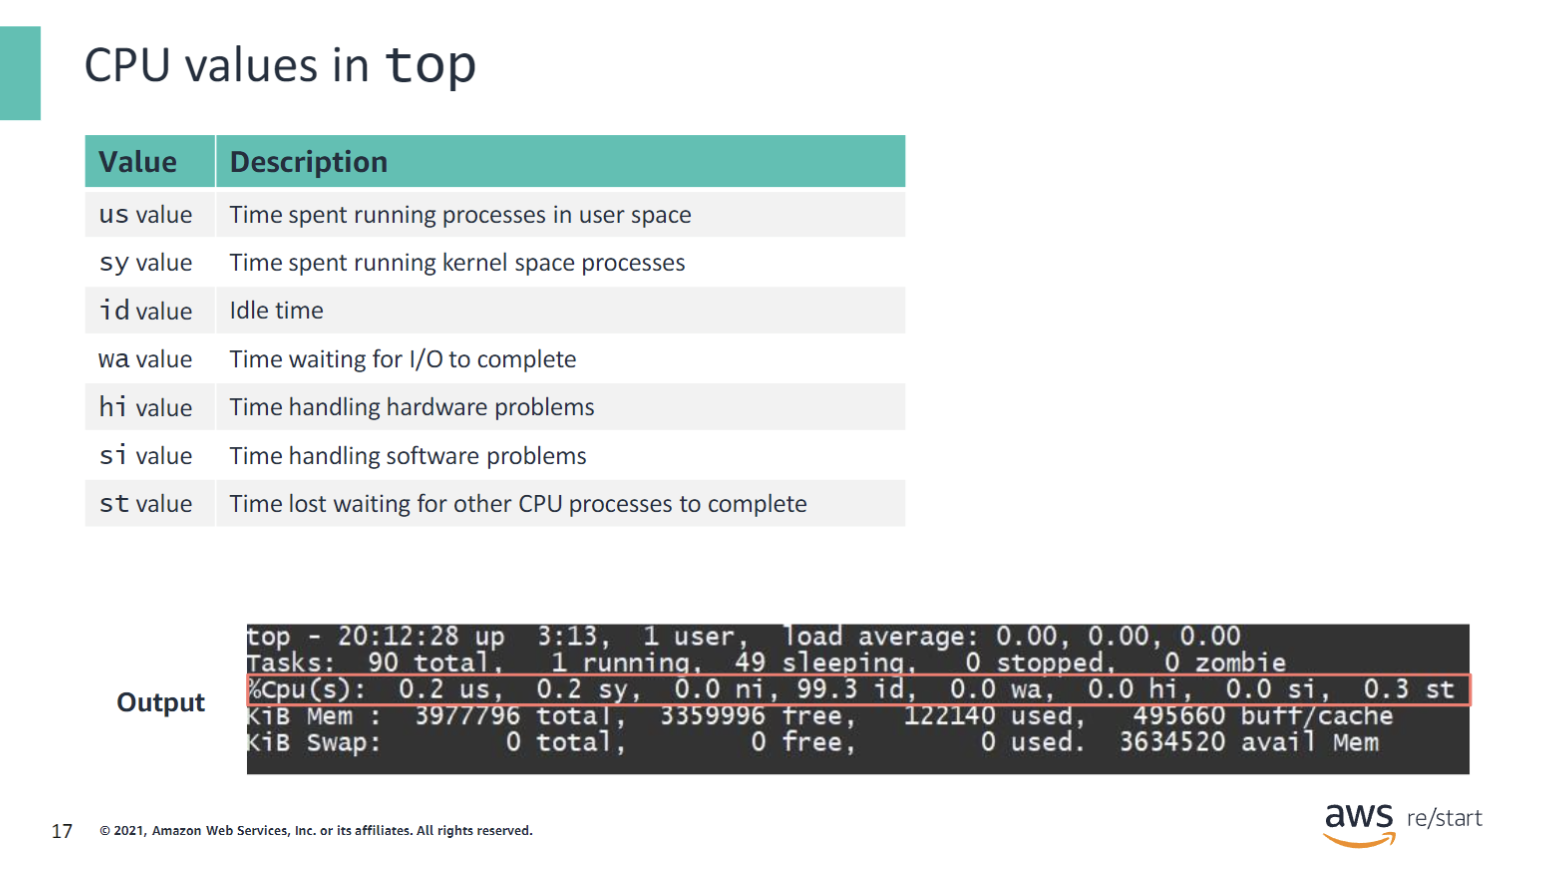 CPU values in top
Value Description
us value Time spent running processes in user space
sy value Time spent running kernel space processes
id value Idle time
wa value Time waiting for I/O to complete
hi value Time handling hardware problems
si value Time handling software problems
st value Time lost waiting for other CPU processes to complete
Output
top - 20:12:28 up  3:13,  1 user,  load average: 0.00, 0.00, 0.00
Tasks:  90 total,   1 running,  49 sleeping,   0 stopped,   0 zombie
%Cpu(s):  0.2 us,  0.2 sy,  0.0 ni, 99.3 id,  0.0 wa,  0.0 hi,  0.0 si,  0.3 st
KiB Mem :  3977796 total,  3359996 free,   122140 used,   495660 buff/cache
KiB Swap:        0 total,        0 free,        0 used.  3634520 avail Mem
17 © 2021, Amazon Web Services, Inc. or its affiliates. All rights reserved.
aws re/start